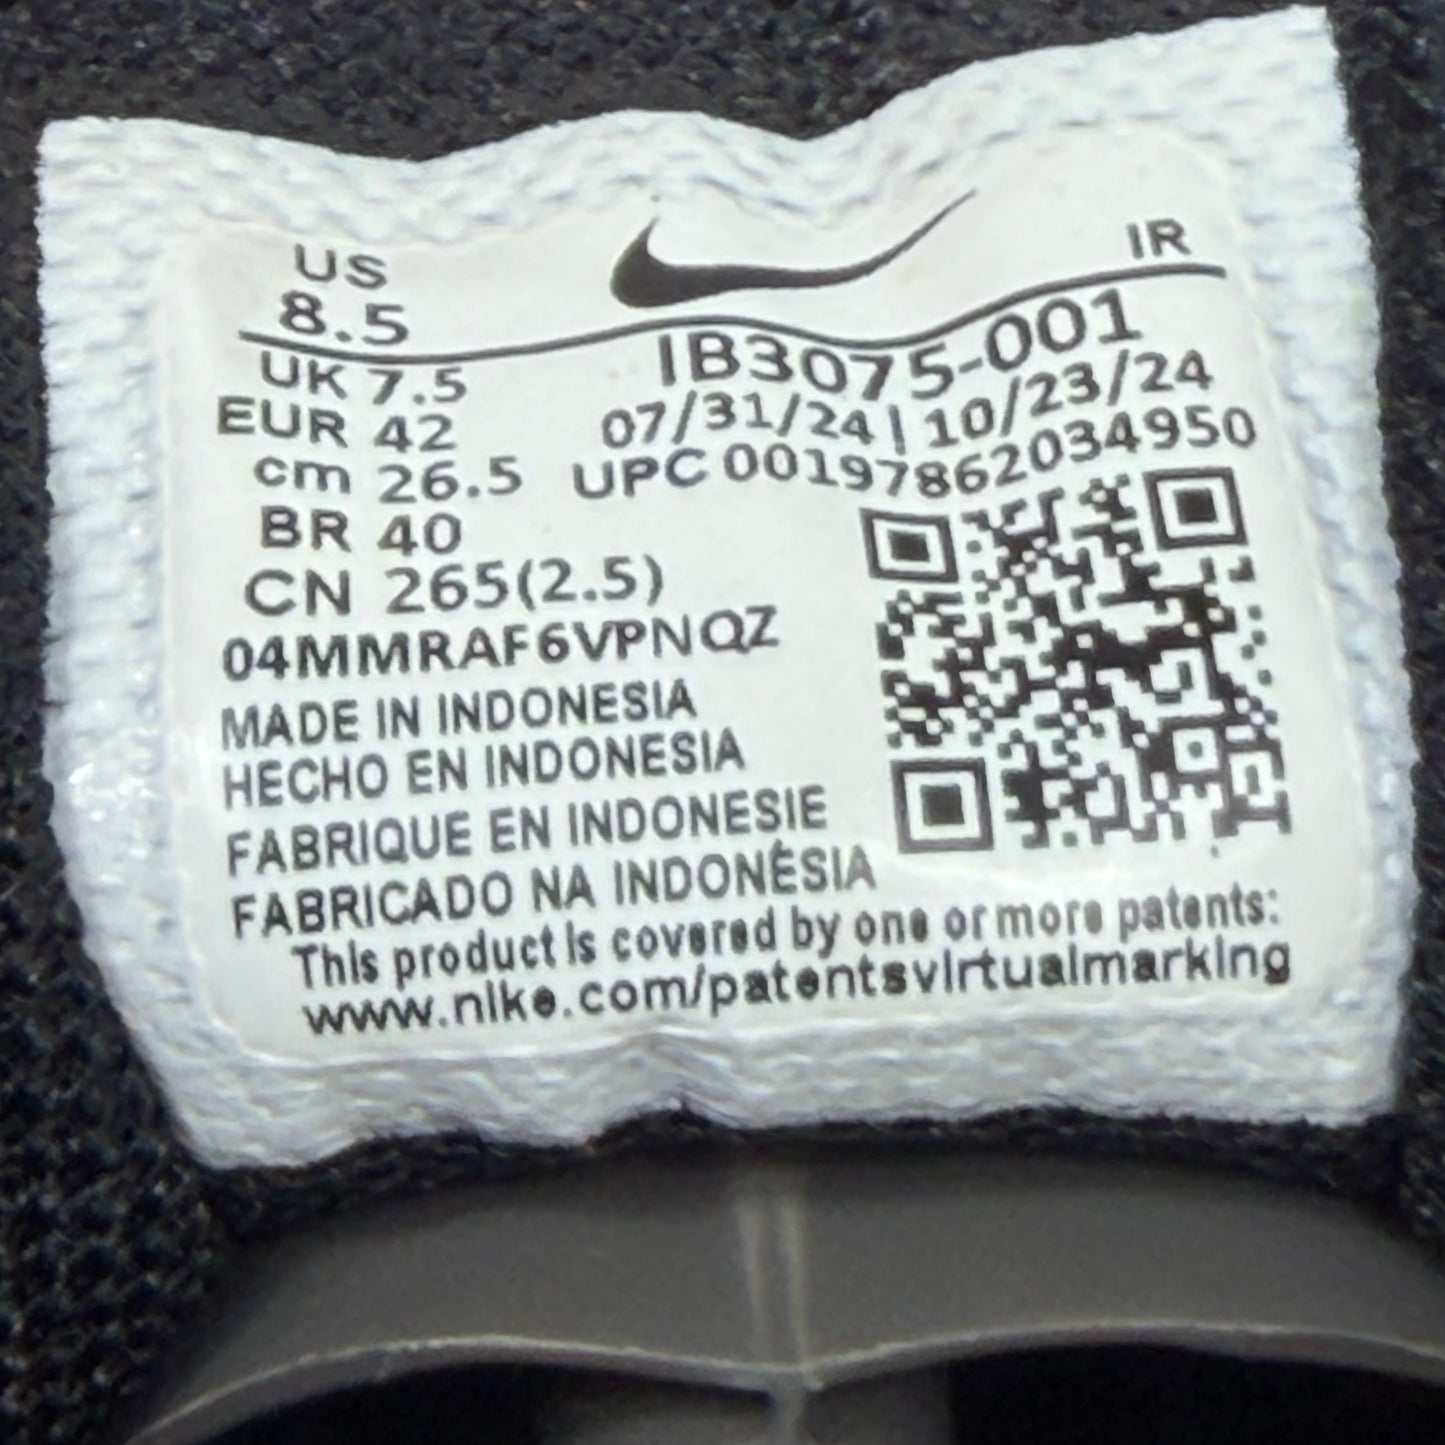 US
8.5
IR
UK 7.5
EUR 42
cm 26.5
BR 40
CN 265(2.5)
IB3075-001
07/31/24 | 10/23/24
UPC 00197862034950
04MMRAF6VPNQZ
MADE IN INDONESIA
HECHO EN INDONESIA
FABRIQUE EN INDONESIE
FABRICADO NA INDONÉSIA
This product is covered by one or more patents:
www.nike.com/patentsvirtualmarking